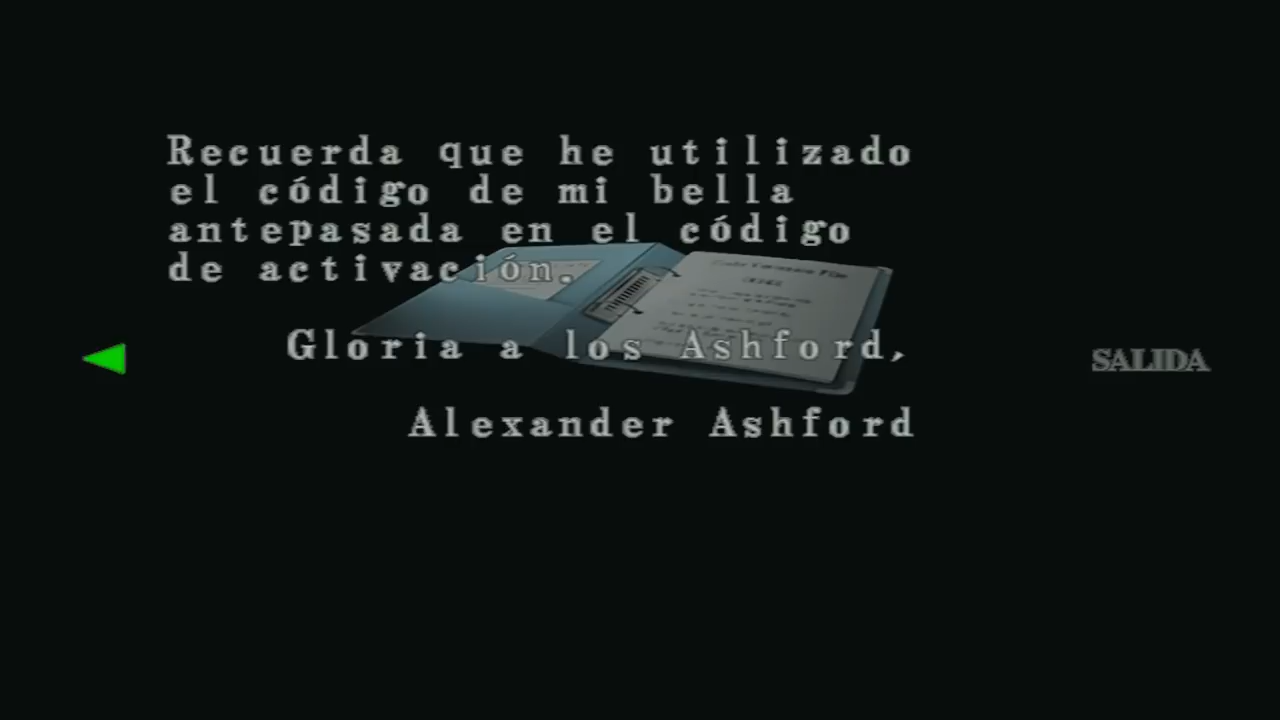 Recuerda que he utilizado
el código de mi bella
antepasada en el código
de activación.
Gloria a los Ashford,
SALIDA
Alexander Ashford